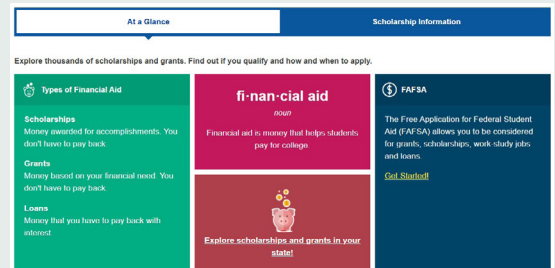 At a Glance
Scholarship Information
Explore thousands of scholarships and grants. Find out if you qualify and how and when to apply.
Types of Financial Aid
Scholarships
Money awarded for accomplishments. You
don't have to pay back.
Grants
Money based on your financial need. You
don't have to pay back.
Loans
Money that you have to pay back with
interest.
fi·nan·cial aid
noun
Financial aid is money that helps students
pay for college
Explore scholarships and grants in your
state!
FAFSA
The Free Application for Federal Student
Aid (FAFSA) allows you to be considered
for grants, scholarships, work-study jobs
and loans.
Get Started!